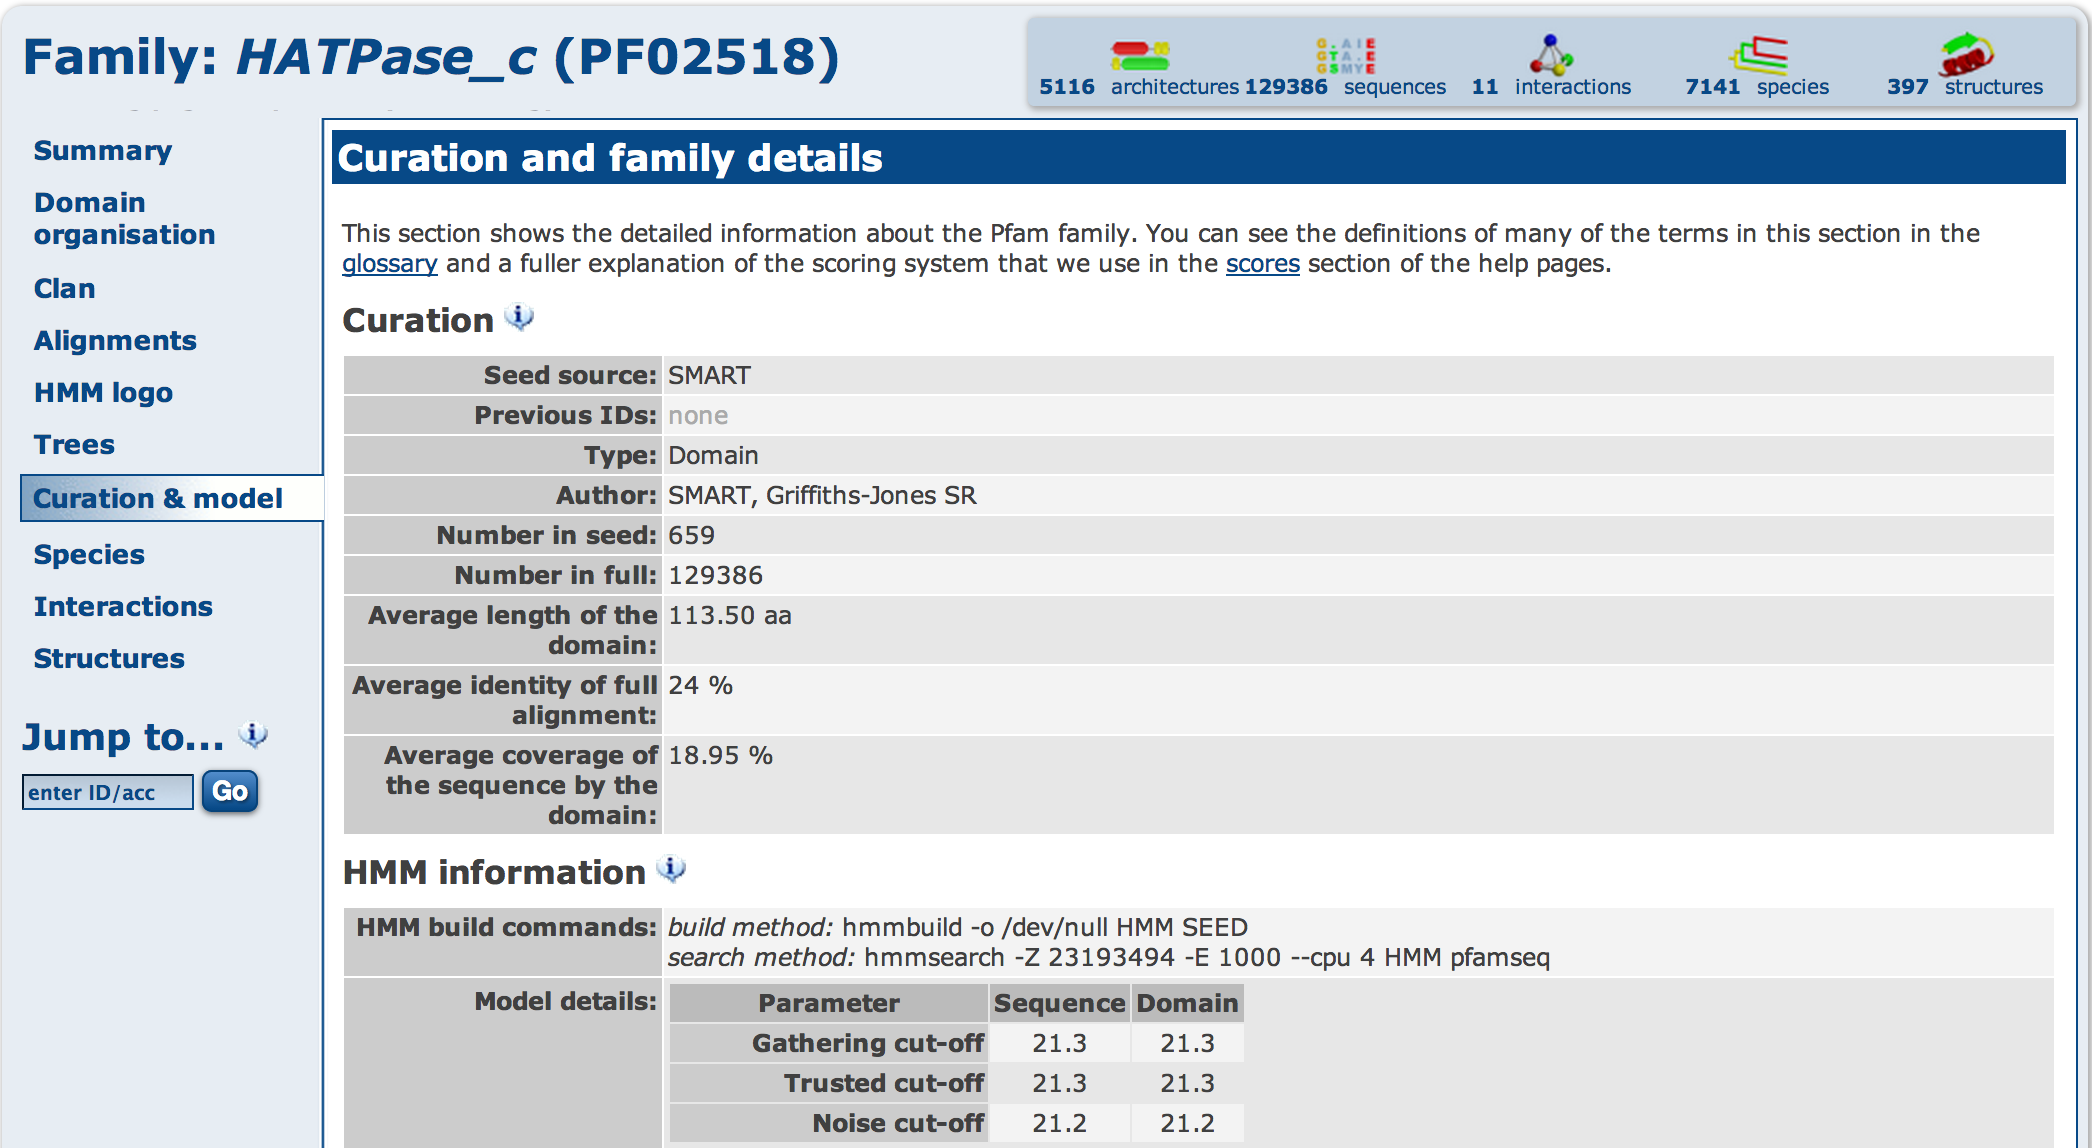 Family: HATPase_c (PF02518)
5116 architectures 129386 sequences 11 interactions 7141 species 397 structures
Summary
Domain
organisation
Clan
Alignments
HMM logo
Trees
Curation & model
Species
Interactions
Structures
Jump to...
enter ID/acc Go
Curation and family details
This section shows the detailed information about the Pfam family. You can see the definitions of many of the terms in this section in the
glossary and a fuller explanation of the scoring system that we use in the scores section of the help pages.
Curation
Seed source: SMART
Previous IDs: none
Type: Domain
Author: SMART, Griffiths-Jones SR
Number in seed: 659
Number in full: 129386
Average length of the 113.50 aa
domain:
Average identity of full 24 %
alignment:
Average coverage of 18.95 %
the sequence by the
domain:
HMM information
HMM build commands: build method: hmmbuild -o /dev/null HMM SEED
search method: hmmsearch -Z 23193494 -E 1000 --cpu 4 HMM pfamseq
Model details: Parameter Sequence Domain
Gathering cut-off 21.3 21.3
Trusted cut-off 21.3 21.3
Noise cut-off 21.2 21.2